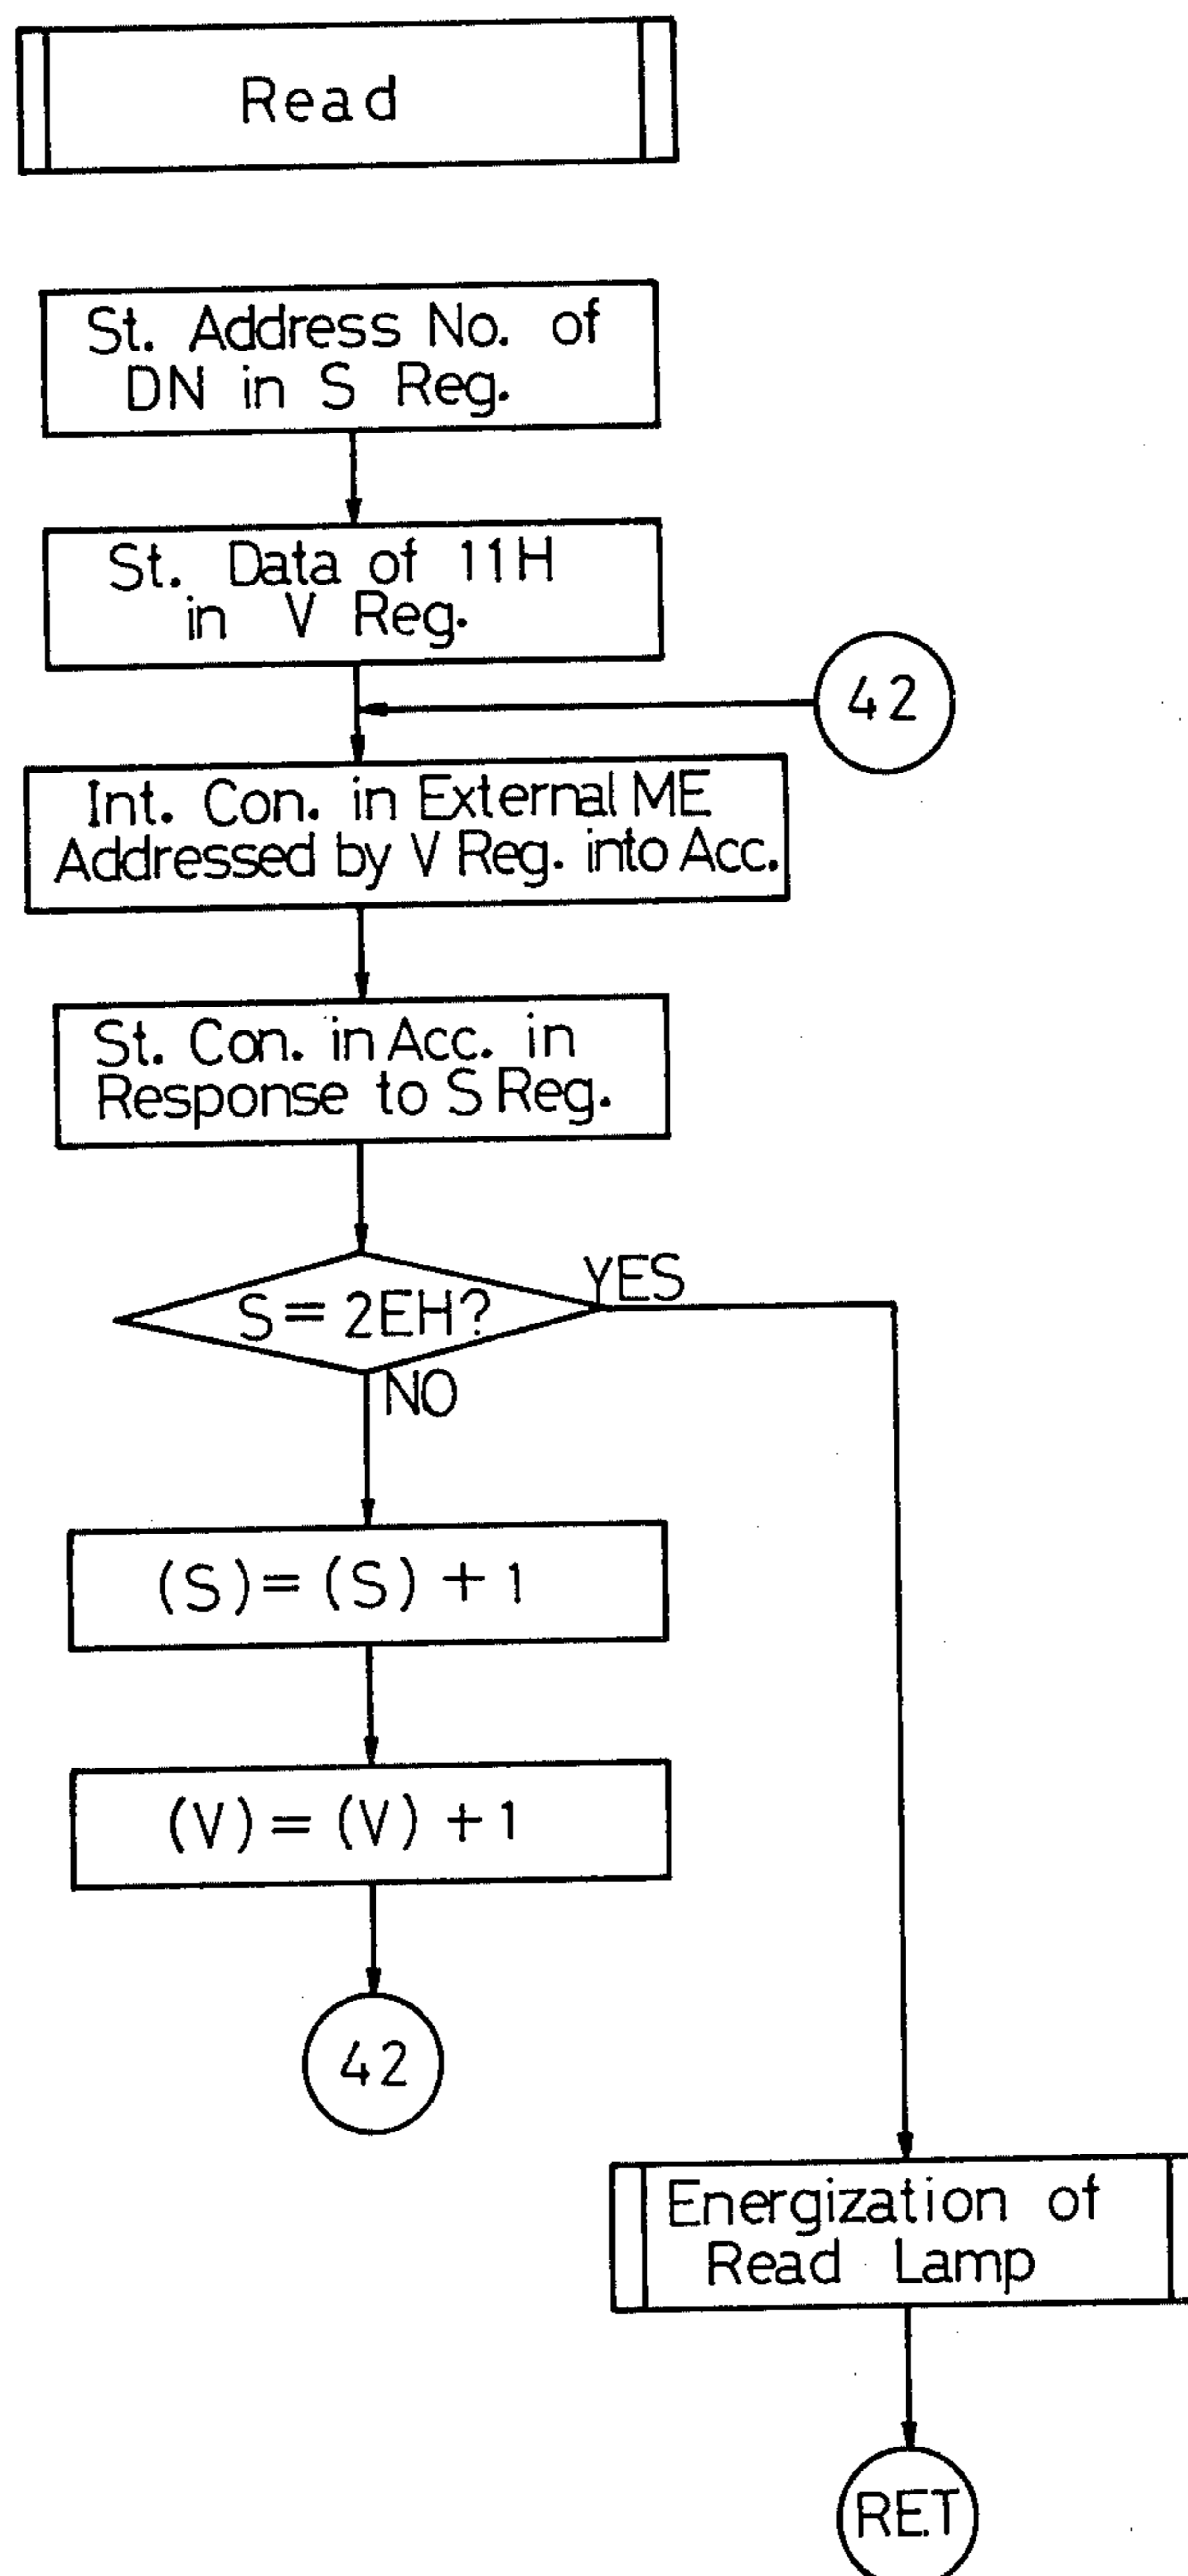 Read
St. Address No. of
DN in S Reg.
St. Data of 11H
in V Reg.
42
Int. Con. in External ME
Addressed by V Reg. into Acc.
St. Con. in Acc. in
Response to S Reg.
S = 2EH?
YES
NO
(S) = (S) + 1
(V) = (V) + 1
42
Energization of
Read Lamp
RET